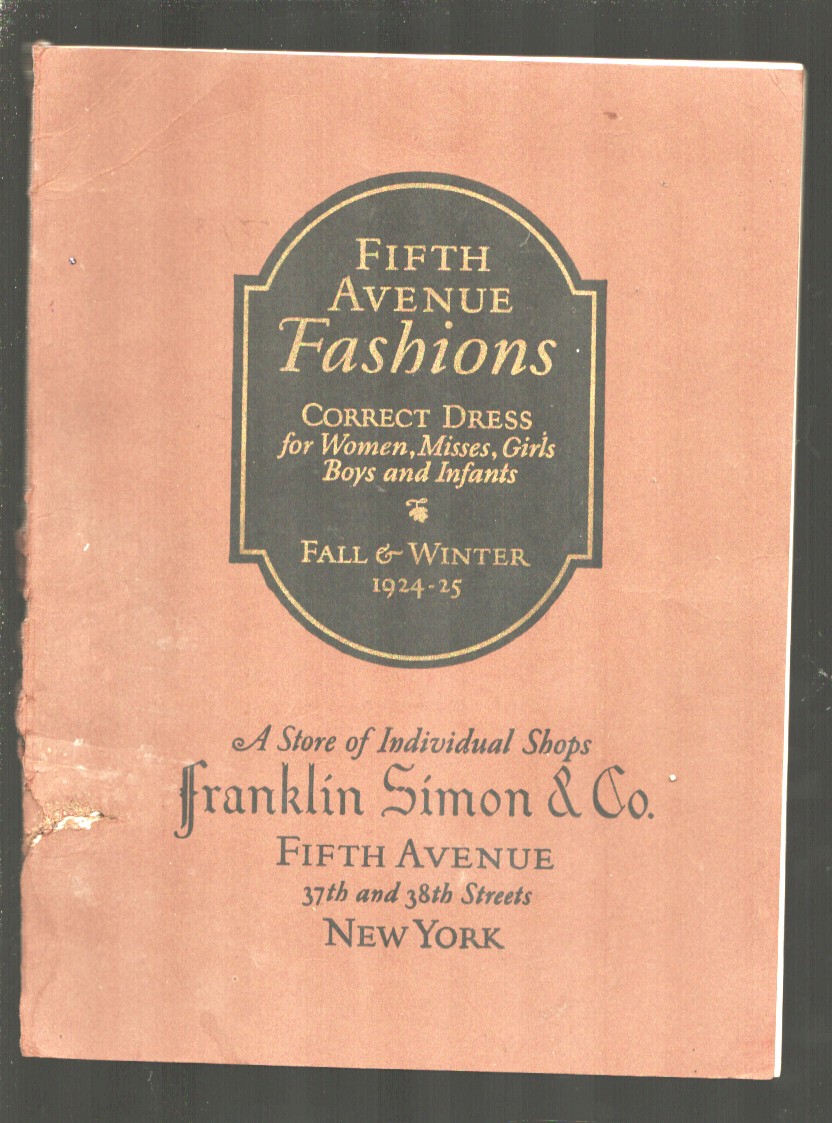 FIFTH
AVENUE
Fashions
CORRECT DRESS
for Women, Misses, Girls
Boys and Infants
FALL & WINTER
1924-25
A Store of Individual Shops
Franklin Simon & Co.
FIFTH AVENUE
37th and 38th Streets
NEW YORK